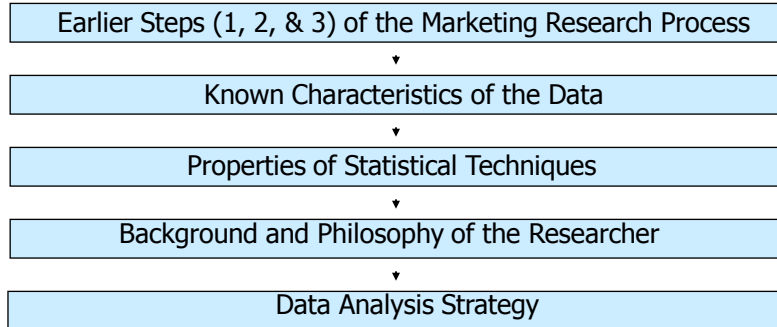 Earlier Steps (1, 2, & 3) of the Marketing Research Process
Known Characteristics of the Data
Properties of Statistical Techniques
Background and Philosophy of the Researcher
Data Analysis Strategy